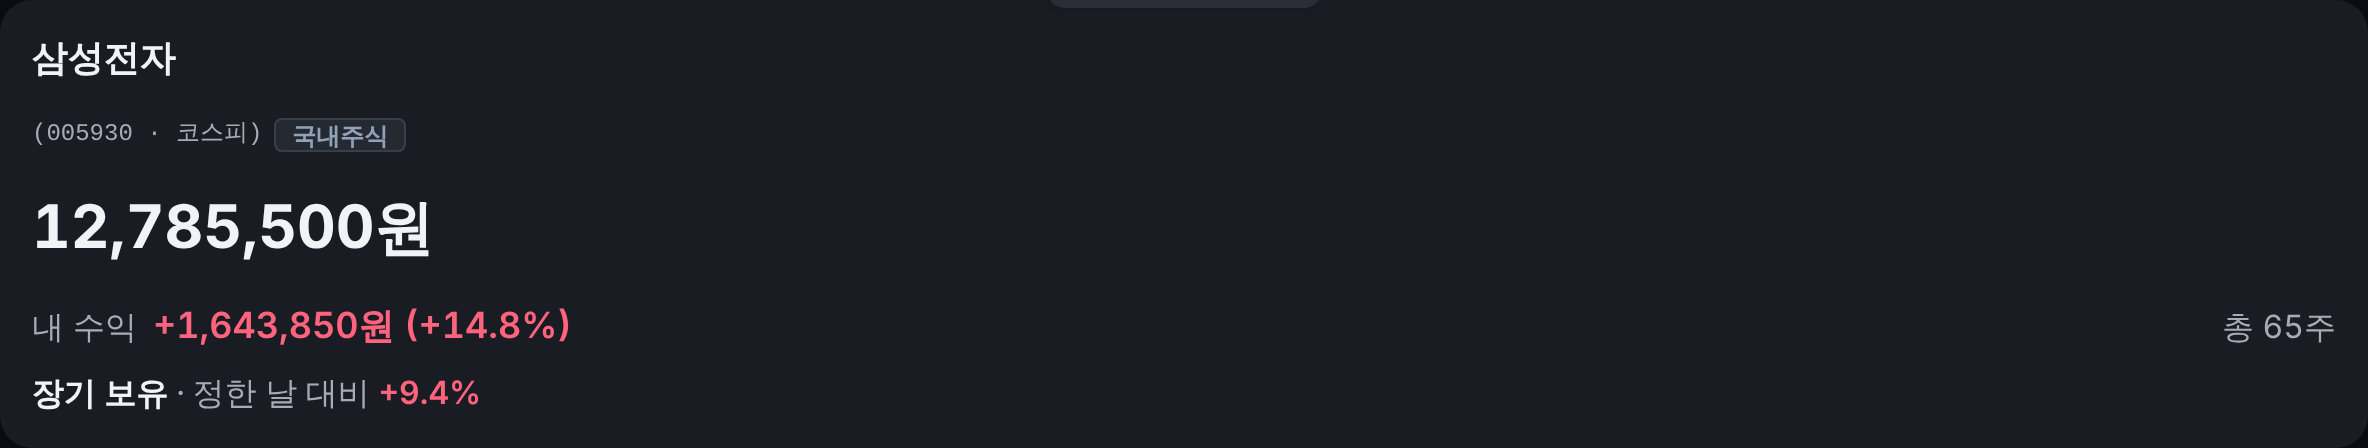 삼성전자
(005930 · 코스피) 국내주식
12,785,500원
내 수익 +1,643,850원 (+14.8%) 총 65주
장기 보유 · 정한 날 대비 +9.4%